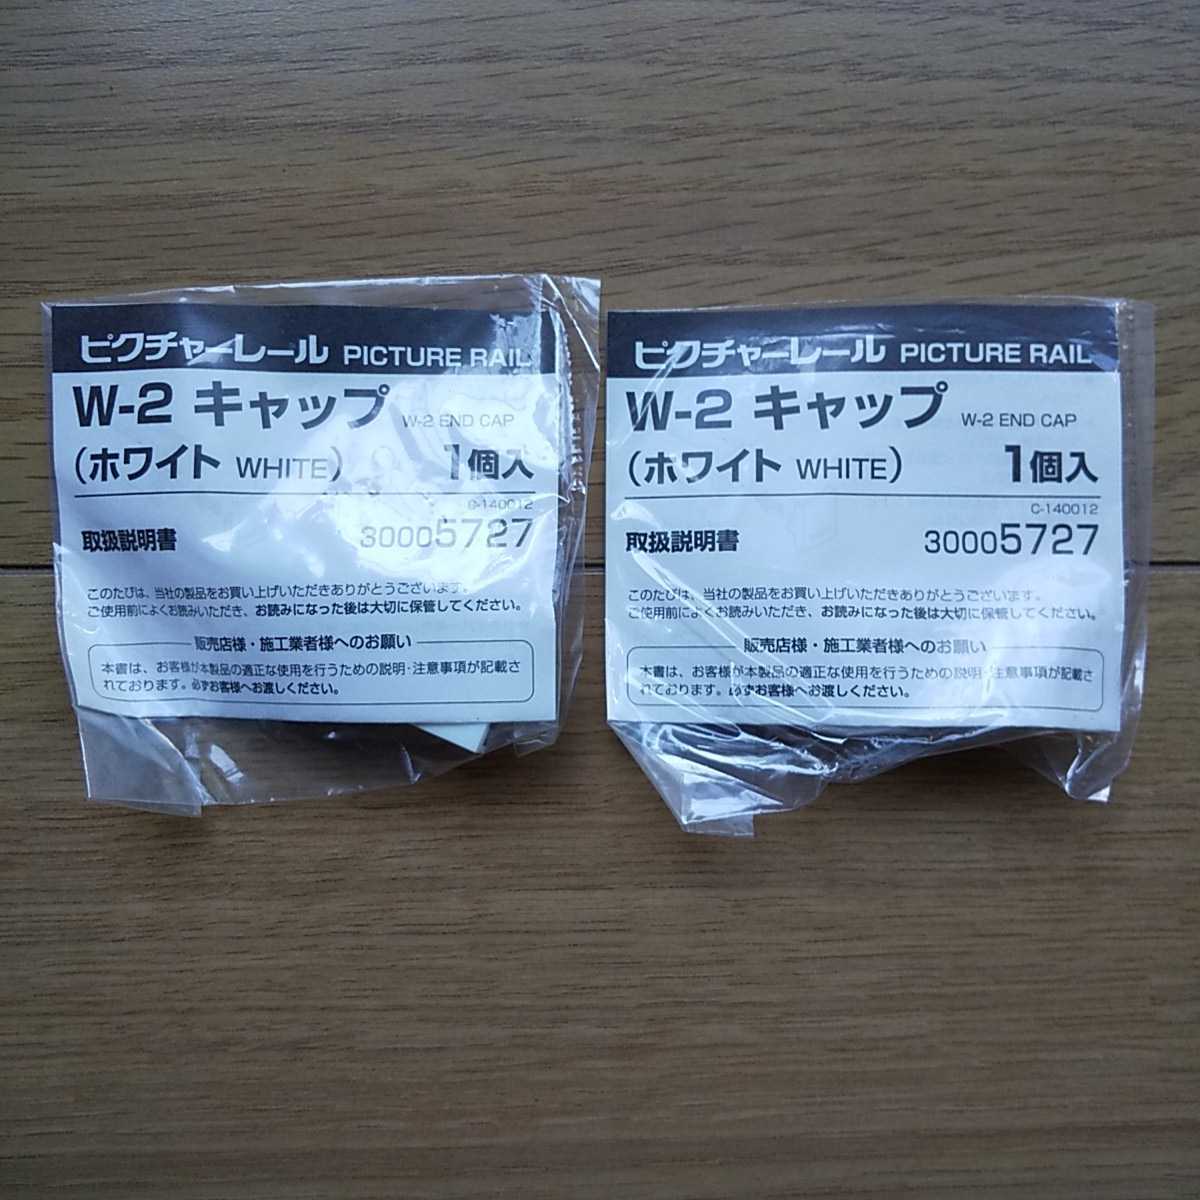 ピクチャーレール PICTURE RAIL
W-2 キャップ W-2 END CAP
(ホワイト WHITE) 1個入
C-140012
取扱説明書 30005727
このたびは、当社の製品をお買い上げいただきありがとうございます。
ご使用前によくお読みいただき、お読みになった後は大切に保管してください。
販売店様・施工業者様へのお願い
本書は、お客様が本製品の適正な使用を行うための説明・注意事項が記載さ
れております。必ずお客様へお渡しください。
ピクチャーレール PICTURE RAIL
W-2 キャップ W-2 END CAP
(ホワイト WHITE) 1個入
C-140012
取扱説明書 30005727
このたびは、当社の製品をお買い上げいただきありがとうございます。
ご使用前によくお読みいただき、お読みになった後は大切に保管してください。
販売店様・施工業者様へのお願い
本書は、お客様が本製品の適正な使用を行うための説明・注意事項が記載さ
れております。必ずお客様へお渡しください。